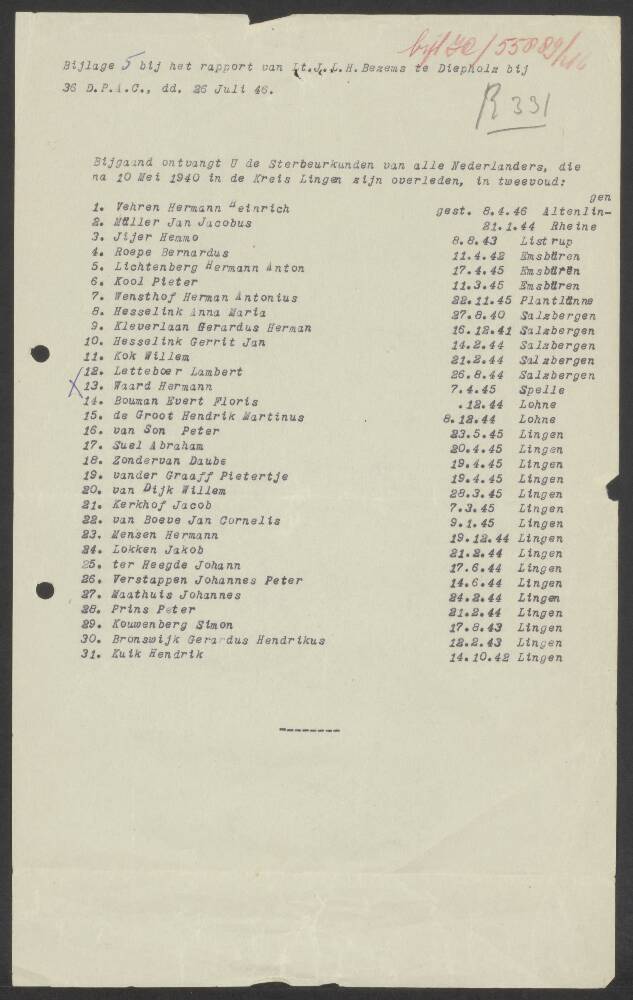 Bijlage 5 bij het rapport van Lt.J.L.H.Bezems te Diepholz bij
36 D.P.A.C., dd. 26 Juli 46.
R 331
Bijgaand ontvangt U de Sterbeurkunden van alle Nederlanders, die
na 10 Mei 1940 in de Kreis Lingen zijn overleden, in tweevoud:
gen
1. Vehren Hermann Heinrich gest. 8.4.46 Altenlin-
2. Müller Jan Jacobus 21.1.44 Rheine
3. Jijer Hemmo 8.8.43 Listrup
4. Roepe Bernardus 11.4.42 Emsbüren
5. Lichtenberg Hermann Anton 17.4.45 Emsbüren
6. Kool Pieter 11.3.45 Emsbüren
7. Wensthof Herman Antonius 22.11.45 Plantlünne
8. Hesselink Anna Maria 27.8.40 Salzbergen
9. Kleverlaan Gerardus Herman 16.12.41 Salzbergen
10. Hesselink Gerrit Jan 14.2.44 Salzbergen
11. Kok Willem 21.2.44 Salzbergen
12. Letteboer Lambert 26.8.44 Salzbergen
X 13. Waard Hermann 7.4.45 Spelle
14. Bouman Evert Floris .12.44 Lohne
15. de Groot Hendrik Martinus 8.12.44 Lohne
16. van Son Peter 23.5.45 Lingen
17. Suel Abraham 20.4.45 Lingen
18. Zondervan Daube 19.4.45 Lingen
19. vander Graaff Pietertje 19.4.45 Lingen
20. van Dijk Willem 28.3.45 Lingen
21. Kerkhof Jacob 7.3.45 Lingen
22. van Boeve Jan Cornelis 9.1.45 Lingen
23. Mensen Hermann 19.12.44 Lingen
24. Lokken Jakob 21.2.44 Lingen
25. ter Heegde Johann 17.6.44 Lingen
26. Verstappen Johannes Peter 14.6.44 Lingen
27. Maathuis Johannes 24.2.44 Lingen
28. Prins Peter 21.2.44 Lingen
29. Kouwenberg Simon 17.8.43 Lingen
30. Bronswijk Gerardus Hendrikus 12.2.43 Lingen
31. Kuik Hendrik 14.10.42 Lingen